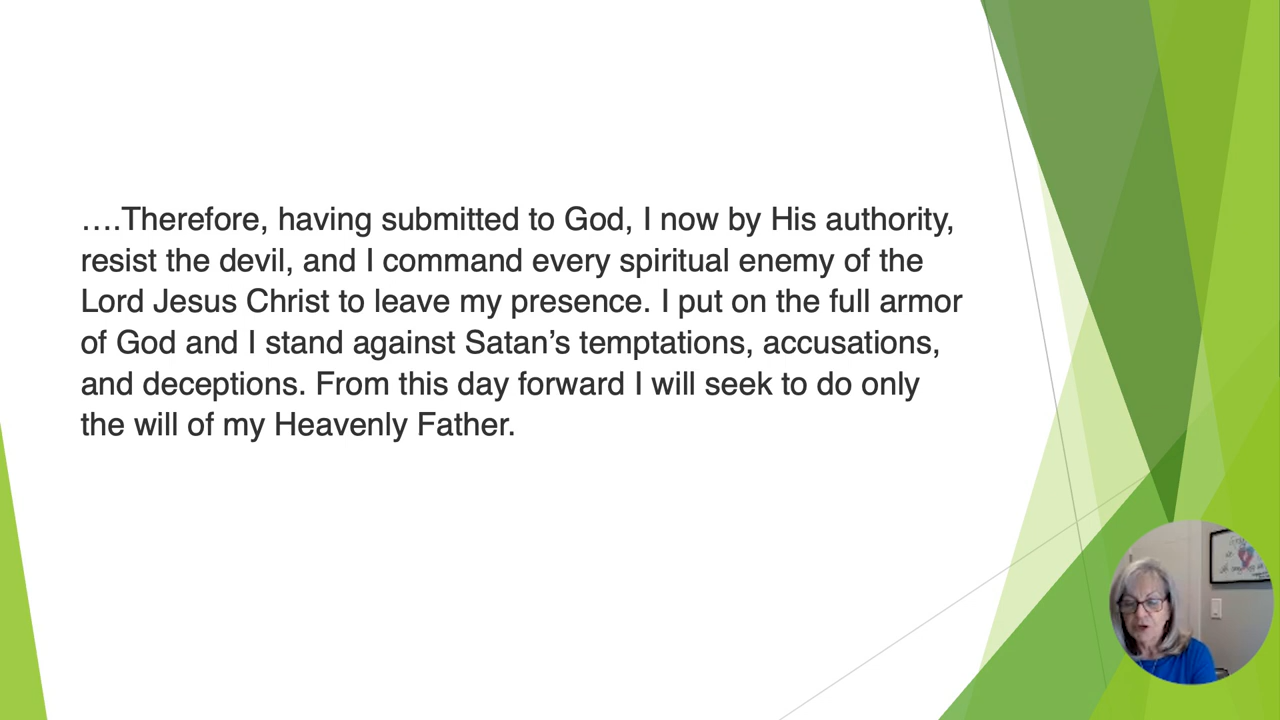 ….Therefore, having submitted to God, I now by His authority,
resist the devil, and I command every spiritual enemy of the
Lord Jesus Christ to leave my presence. I put on the full armor
of God and I stand against Satan’s temptations, accusations,
and deceptions. From this day forward I will seek to do only
the will of my Heavenly Father.